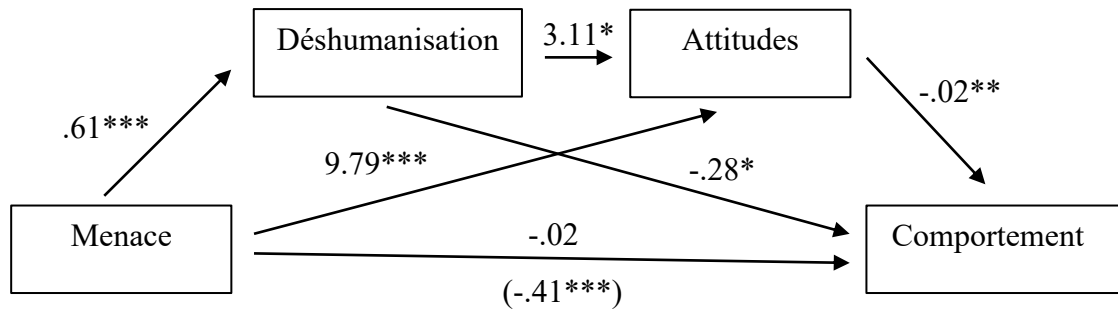 Déshumanisation
3.11*
Attitudes
.61***
-.02**
9.79***
-.28*
Menace
-.02
Comportement
(-.41***)